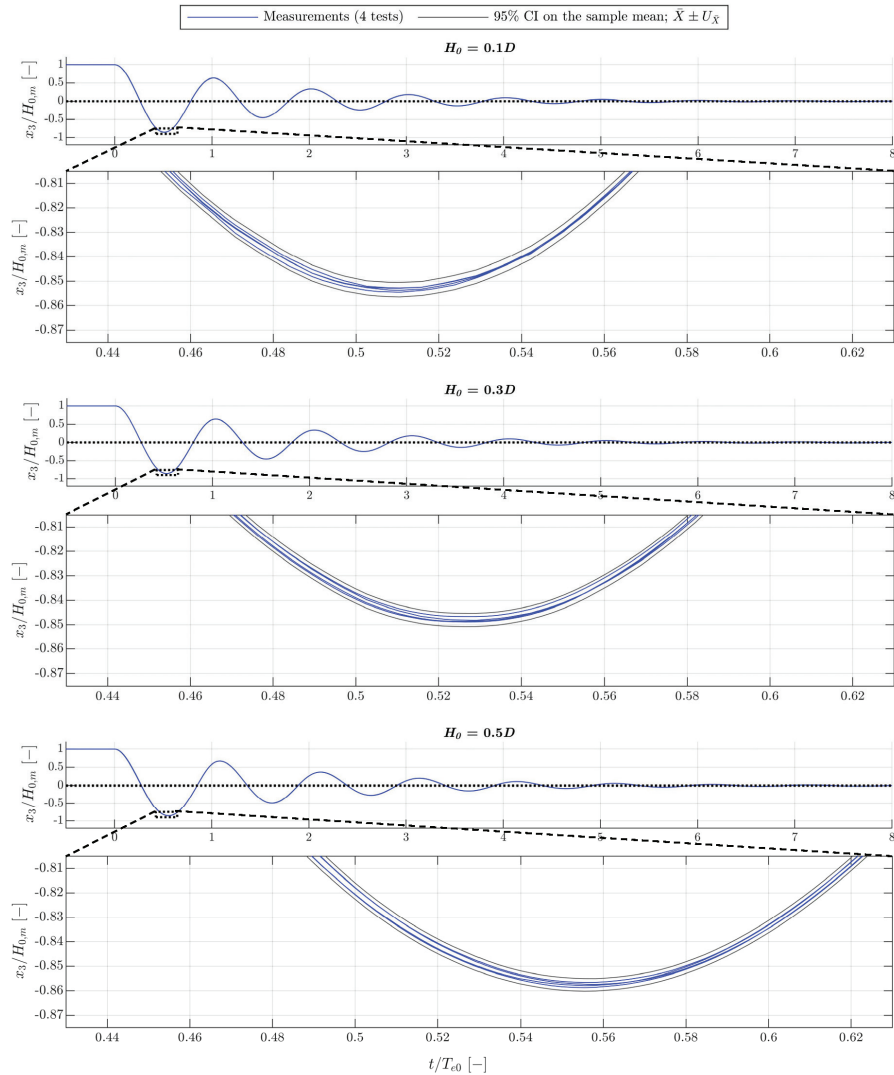 Measurements (4 tests) 95% CI on the sample mean; X̄ ± U_X̄
H₀ = 0.1D
x₃/H₀,ₘ [−]
1
0.5
0
-0.5
-1
0 1 2 3 4 5 6 7 8
x₃/H₀,ₘ [−]
-0.81
-0.82
-0.83
-0.84
-0.85
-0.86
-0.87
0.44 0.46 0.48 0.5 0.52 0.54 0.56 0.58 0.6 0.62
H₀ = 0.3D
x₃/H₀,ₘ [−]
1
0.5
0
-0.5
-1
0 1 2 3 4 5 6 7 8
x₃/H₀,ₘ [−]
-0.81
-0.82
-0.83
-0.84
-0.85
-0.86
-0.87
0.44 0.46 0.48 0.5 0.52 0.54 0.56 0.58 0.6 0.62
H₀ = 0.5D
x₃/H₀,ₘ [−]
1
0.5
0
-0.5
-1
0 1 2 3 4 5 6 7 8
x₃/H₀,ₘ [−]
-0.81
-0.82
-0.83
-0.84
-0.85
-0.86
-0.87
0.44 0.46 0.48 0.5 0.52 0.54 0.56 0.58 0.6 0.62
t/Tₑ₀ [−]